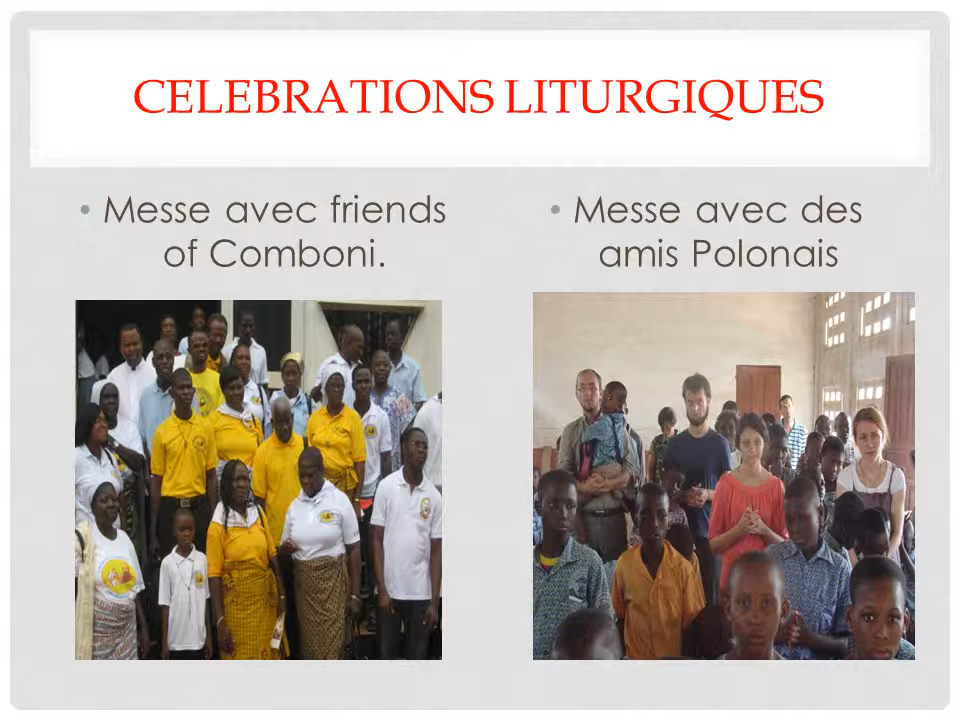 CELEBRATIONS LITURGIQUES
• Messe avec friends
of Comboni.
• Messe avec des
amis Polonais